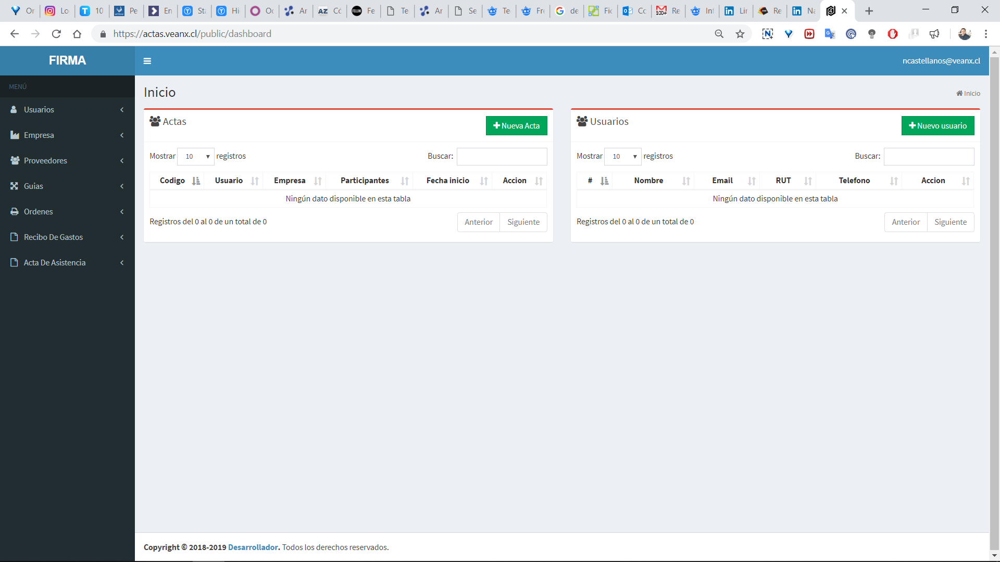 Or Lo 10 Pe En Sta Hi Oc Ar Có Fe Te Ar Se Te Fre de Fic Co Re Inf Lir Re Na
https://actas.veanx.cl/public/dashboard
FIRMA
ncastellanos@veanx.cl
MENÚ
Usuarios
Empresa
Proveedores
Guias
Ordenes
Recibo De Gastos
Acta De Asistencia
Inicio
Inicio
Actas
Nueva Acta
Mostrar 10 registros
Buscar:
Codigo Usuario Empresa Participantes Fecha inicio Accion
Ningún dato disponible en esta tabla
Registros del 0 al 0 de un total de 0
Anterior Siguiente
Usuarios
Nuevo usuario
Mostrar 10 registros
Buscar:
# Nombre Email RUT Telefono Accion
Ningún dato disponible en esta tabla
Registros del 0 al 0 de un total de 0
Anterior Siguiente
Copyright © 2018-2019 Desarrollador. Todos los derechos reservados.